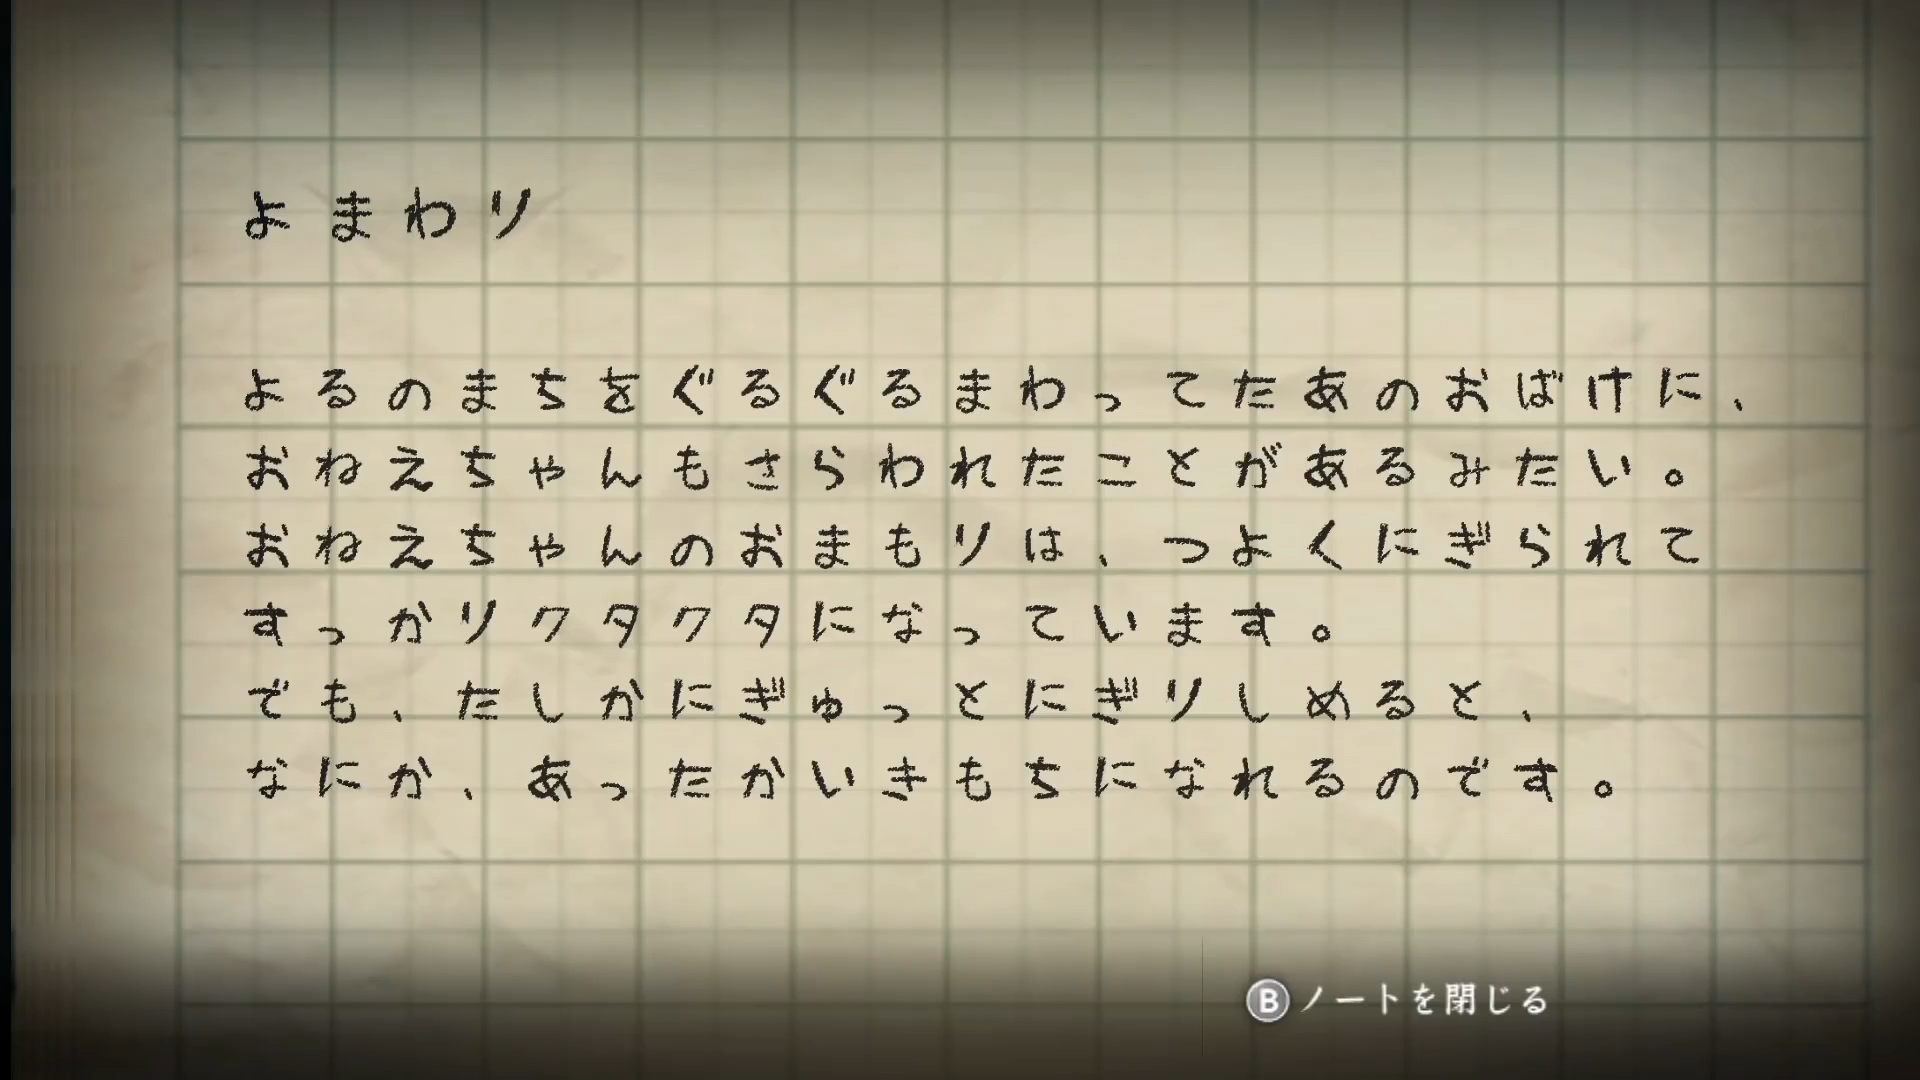 よまわり
よるのまちをぐるぐるまわってたあのおばけに、
おねえちゃんもさらわれたことがあるみたい。
おねえちゃんのおまもりは、つよくにぎられて
すっかりクタクタになっています。
でも、たしかにぎゅっとにぎりしめると、
なにか、あったかいきもちになれるのです。
Bノートを閉じる